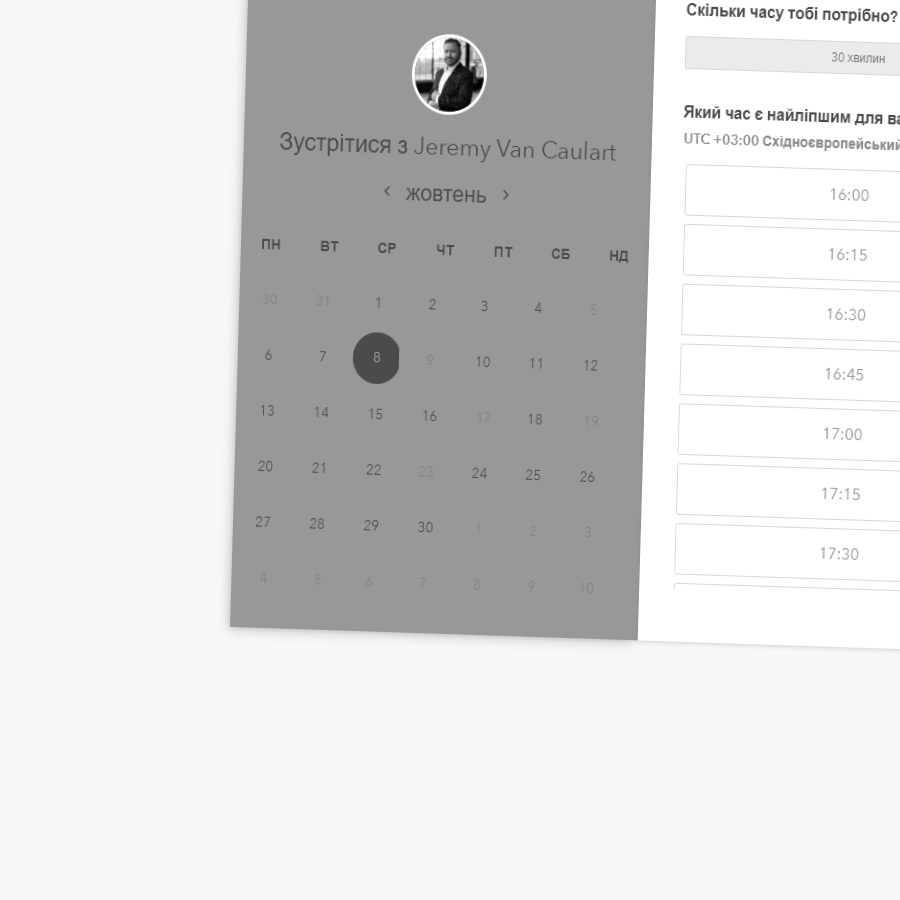 Зустрітися з Jeremy Van Caulart
‹ жовтень ›
ПН ВТ СР ЧТ ПТ СБ НД
30 31 1 2 3 4 5
6 7 8 9 10 11 12
13 14 15 16 17 18 19
20 21 22 23 24 25 26
27 28 29 30 1 2 3
4 5 6 7 8 9 10
Скільки часу тобі потрібно?
30 хвилин
Який час є найліпшим для ва
UTC +03:00 Східноєвропейський
16:00
16:15
16:30
16:45
17:00
17:15
17:30